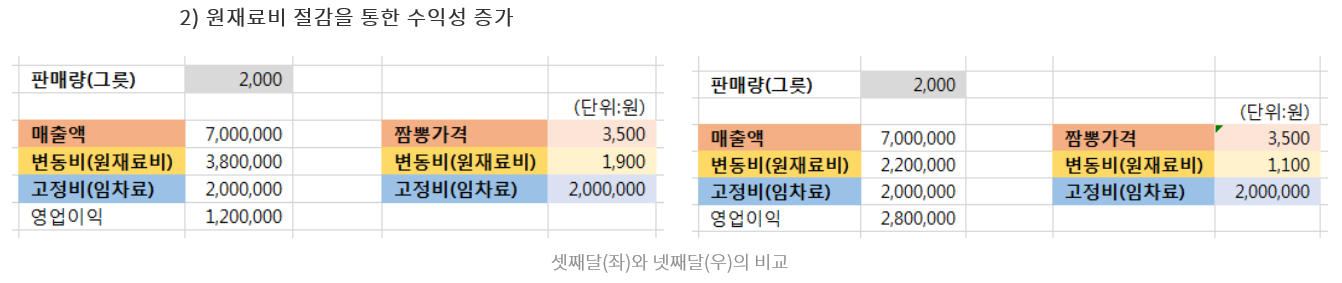 2) 원재료비 절감을 통한 수익성 증가
판매량(그릇) 2,000
(단위:원)
매출액 7,000,000 짬뽕가격 3,500
변동비(원재료비) 3,800,000 변동비(원재료비) 1,900
고정비(임차료) 2,000,000 고정비(임차료) 2,000,000
영업이익 1,200,000
판매량(그릇) 2,000
(단위:원)
매출액 7,000,000 짬뽕가격 3,500
변동비(원재료비) 2,200,000 변동비(원재료비) 1,100
고정비(임차료) 2,000,000 고정비(임차료) 2,000,000
영업이익 2,800,000
셋째달(좌)와 넷째달(우)의 비교